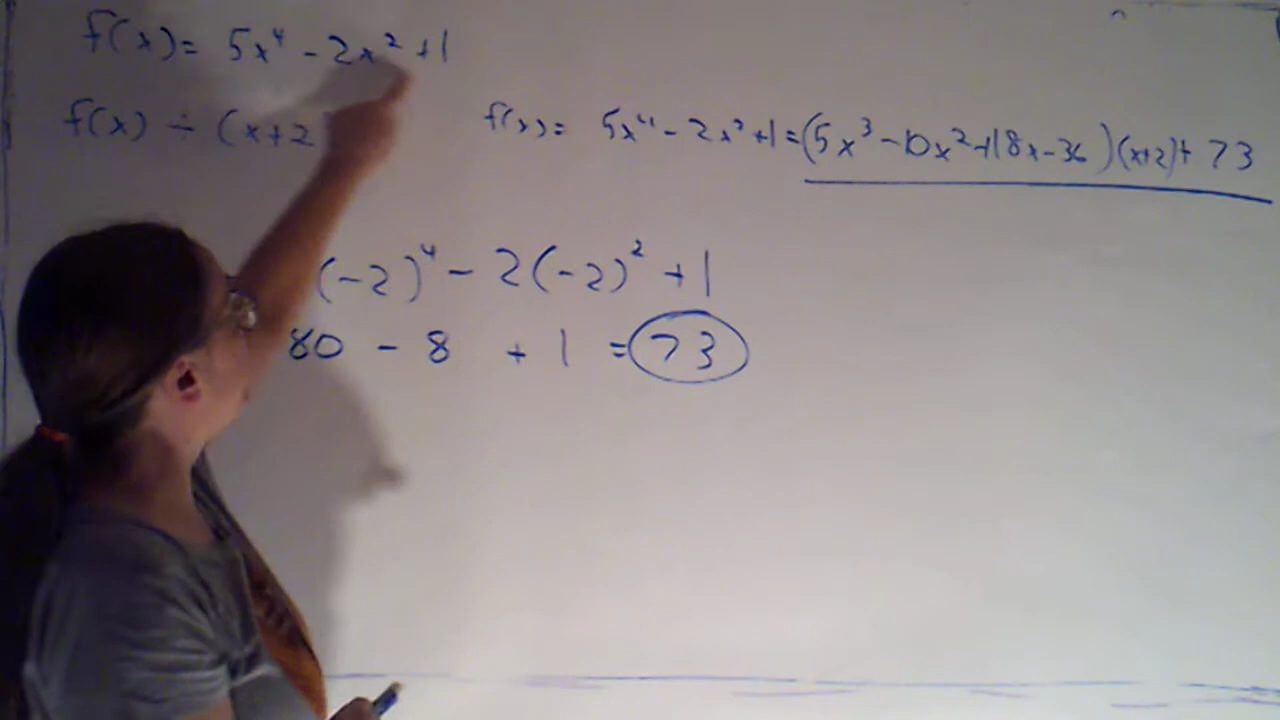 f(x) = 5x⁴ - 2x² + 1
f(x) ÷ (x+2
f(x) = 5x⁴ - 2x² + 1 = (5x³ - 10x² + 18x - 36)(x+2) + 73
(-2)⁴ - 2(-2)² + 1
80 - 8 + 1 = 73